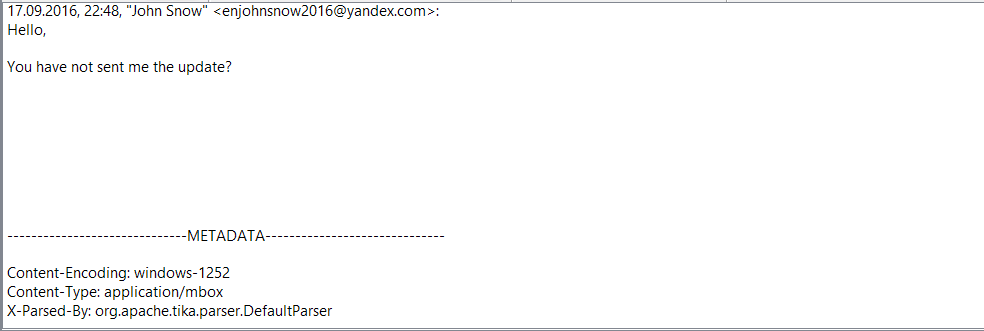 17.09.2016, 22:48, "John Snow" <enjohnsnow2016@yandex.com>:
Hello,
You have not sent me the update?
------------------------------METADATA------------------------------
Content-Encoding: windows-1252
Content-Type: application/mbox
X-Parsed-By: org.apache.tika.parser.DefaultParser